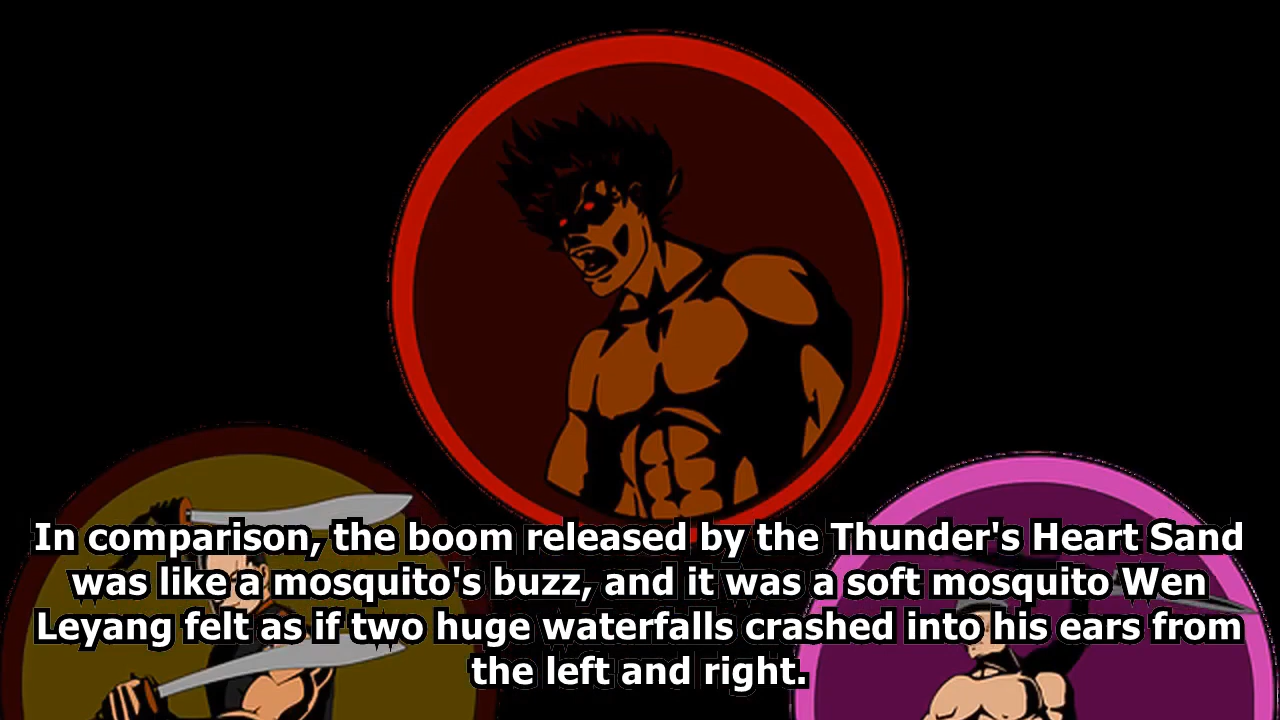 In comparison, the boom released by the Thunder's Heart Sand
was like a mosquito's buzz, and it was a soft mosquito Wen
Leyang felt as if two huge waterfalls crashed into his ears from
the left and right.